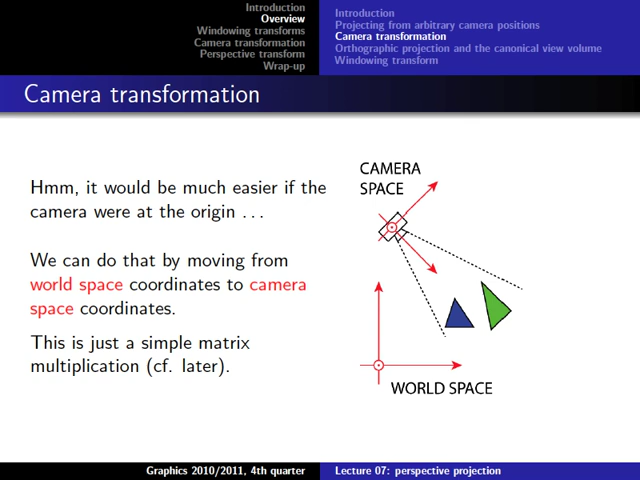 Introduction
Overview
Windowing transforms
Camera transformation
Perspective transform
Wrap-up
Introduction
Projecting from arbitrary camera positions
Camera transformation
Orthographic projection and the canonical view volume
Windowing transform
Camera transformation
Hmm, it would be much easier if the
camera were at the origin . . .
We can do that by moving from
world space coordinates to camera
space coordinates.
This is just a simple matrix
multiplication (cf. later).
CAMERA
SPACE
WORLD SPACE
Graphics 2010/2011, 4th quarter
Lecture 07: perspective projection